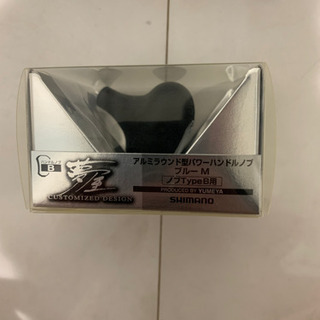 B
夢屋
CUSTOMIZED DESIGN
アルミラウンド型パワーハンドルノブ
ブルー M
ノブTypeB用
PRODUCED BY YUMEYA
SHIMANO